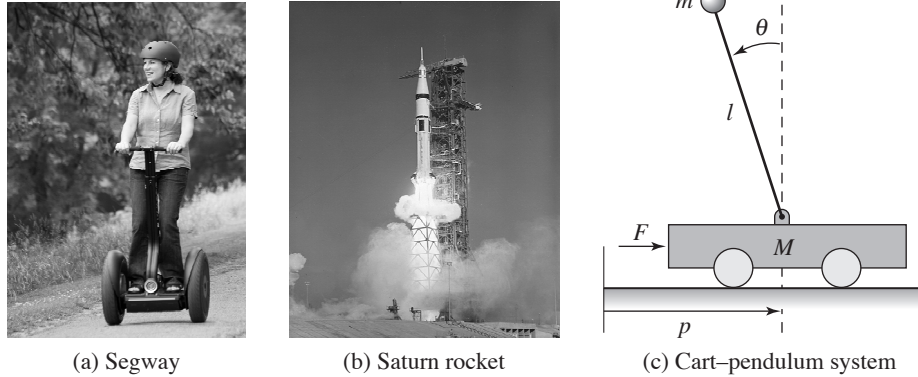 m
θ
l
F
M
p
(a) Segway
(b) Saturn rocket
(c) Cart–pendulum system